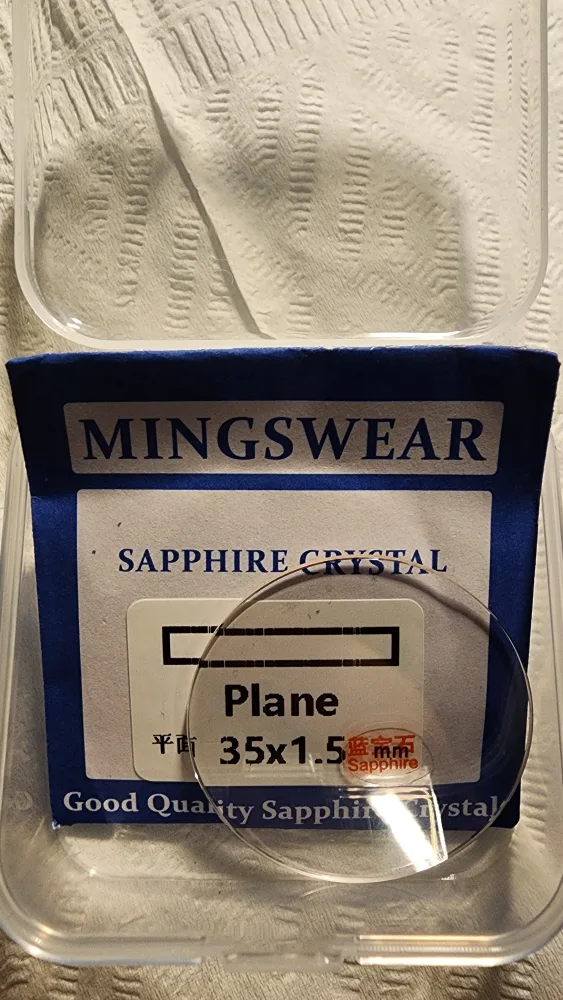 MINGSWEAR
SAPPHIRE CRYSTAL
Plane
平面 35x1.5 mm
蓝宝石
Sapphire
Good Quality Sapphire Crystal